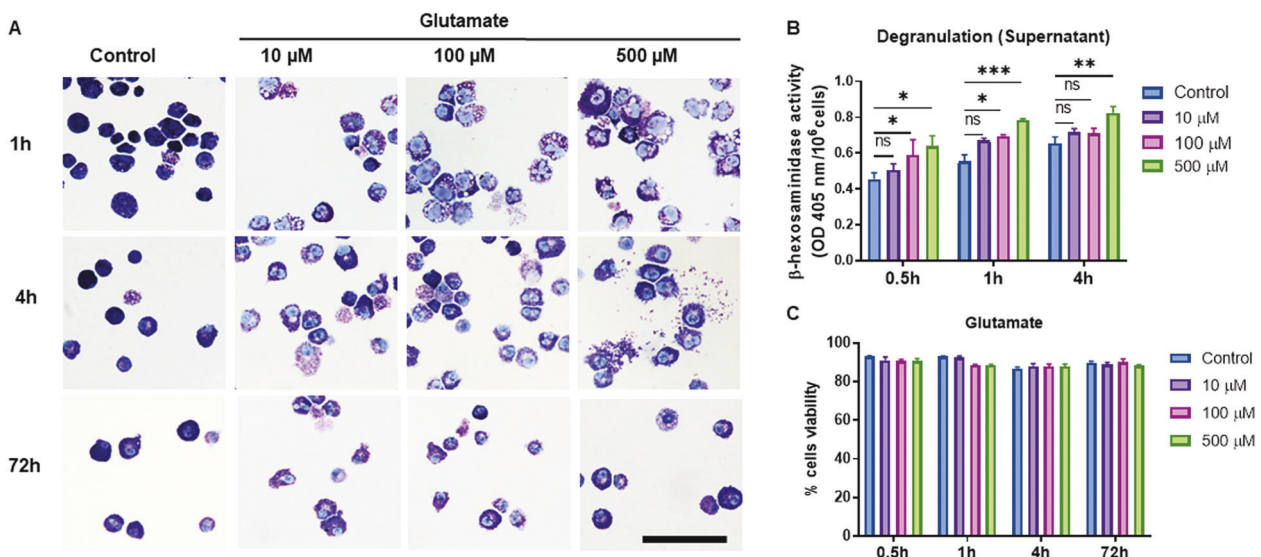 A
Glutamate
Control
10 µM
100 µM
500 µM
1h
4h
72h
B
Degranulation (Supernatant)
β-hexosaminidase activity
(OD 405 nm/10⁶cells)
1.0
0.8
0.6
0.4
0.2
0.0
ns
*
*
ns
*
***
ns
ns
**
0.5h
1h
4h
Control
10 µM
100 µM
500 µM
C
Glutamate
% cells viability
100
80
60
40
20
0
0.5h
1h
4h
72h
Control
10 µM
100 µM
500 µM